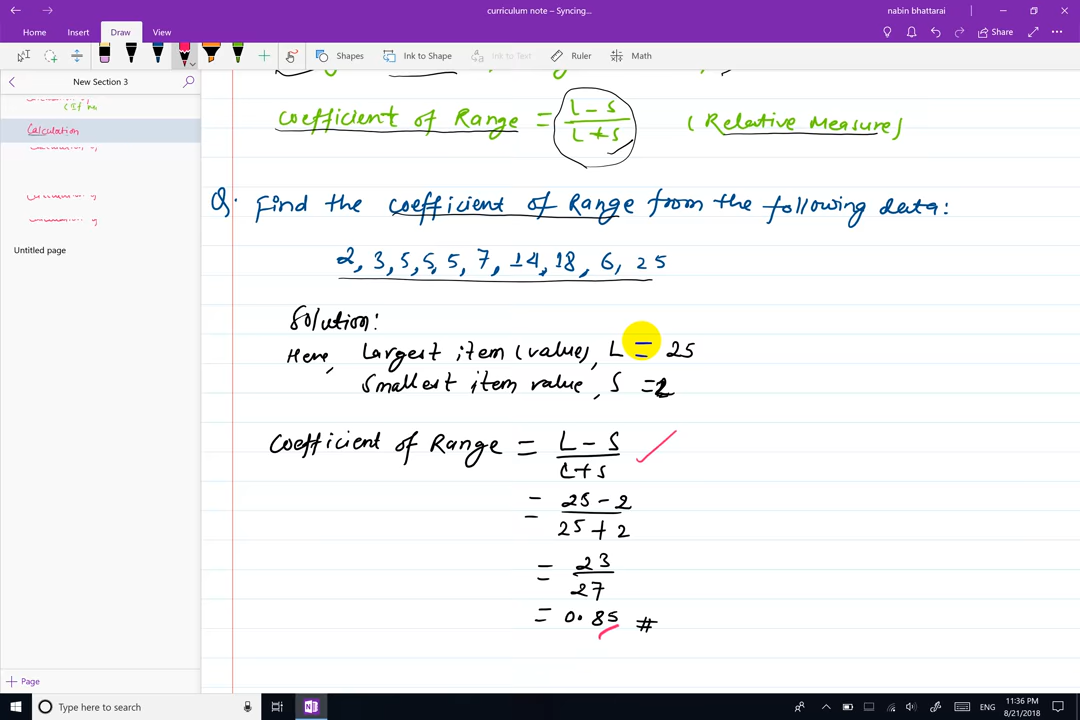 curriculum note – Syncing...
nabin bhattarai
Home Insert Draw View
Share
Shapes Ink to Shape Ink to Text Ruler Math
New Section 3
Calculation
Untitled page
Coefficient of Range = L – S / L + S (Relative Measure)
Q. Find the coefficient of Range from the following data:
2, 3, 5, 5, 5, 7, 14, 18, 6, 25
Solution:
Here, Largest item (value), L = 25
Smallest item value, S = 2
Coefficient of Range = L – S / L + S
= 25 – 2 / 25 + 2
= 23 / 27
= 0.85 #
+ Page
Type here to search
ENG
11:36 PM
8/21/2018